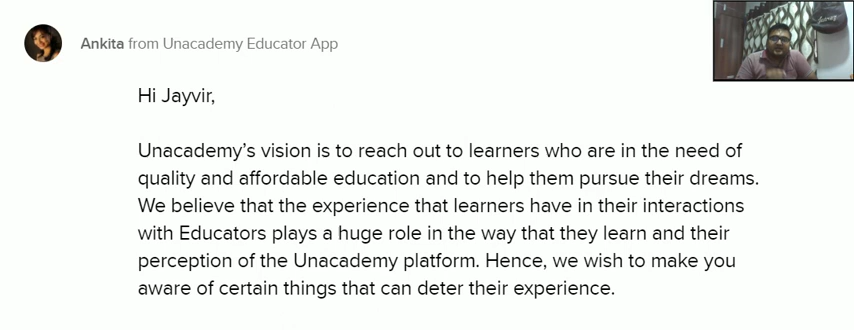 Ankita from Unacademy Educator App
Hi Jayvir,
Unacademy’s vision is to reach out to learners who are in the need of
quality and affordable education and to help them pursue their dreams.
We believe that the experience that learners have in their interactions
with Educators plays a huge role in the way that they learn and their
perception of the Unacademy platform. Hence, we wish to make you
aware of certain things that can deter their experience.